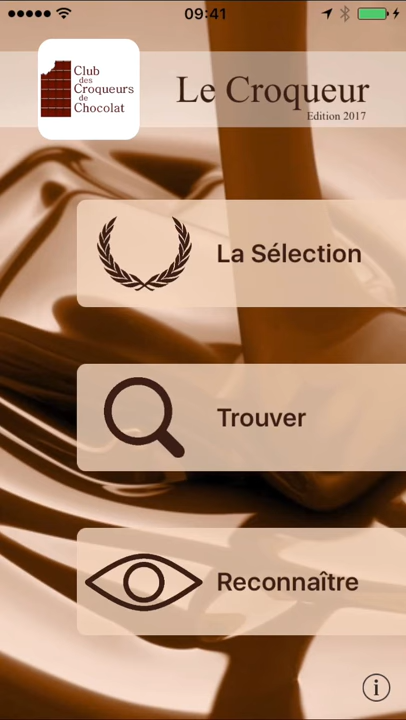 09:41
Club
des
Croqueurs
de
Chocolat
Le Croqueur
Edition 2017
La Sélection
Trouver
Reconnaître
i